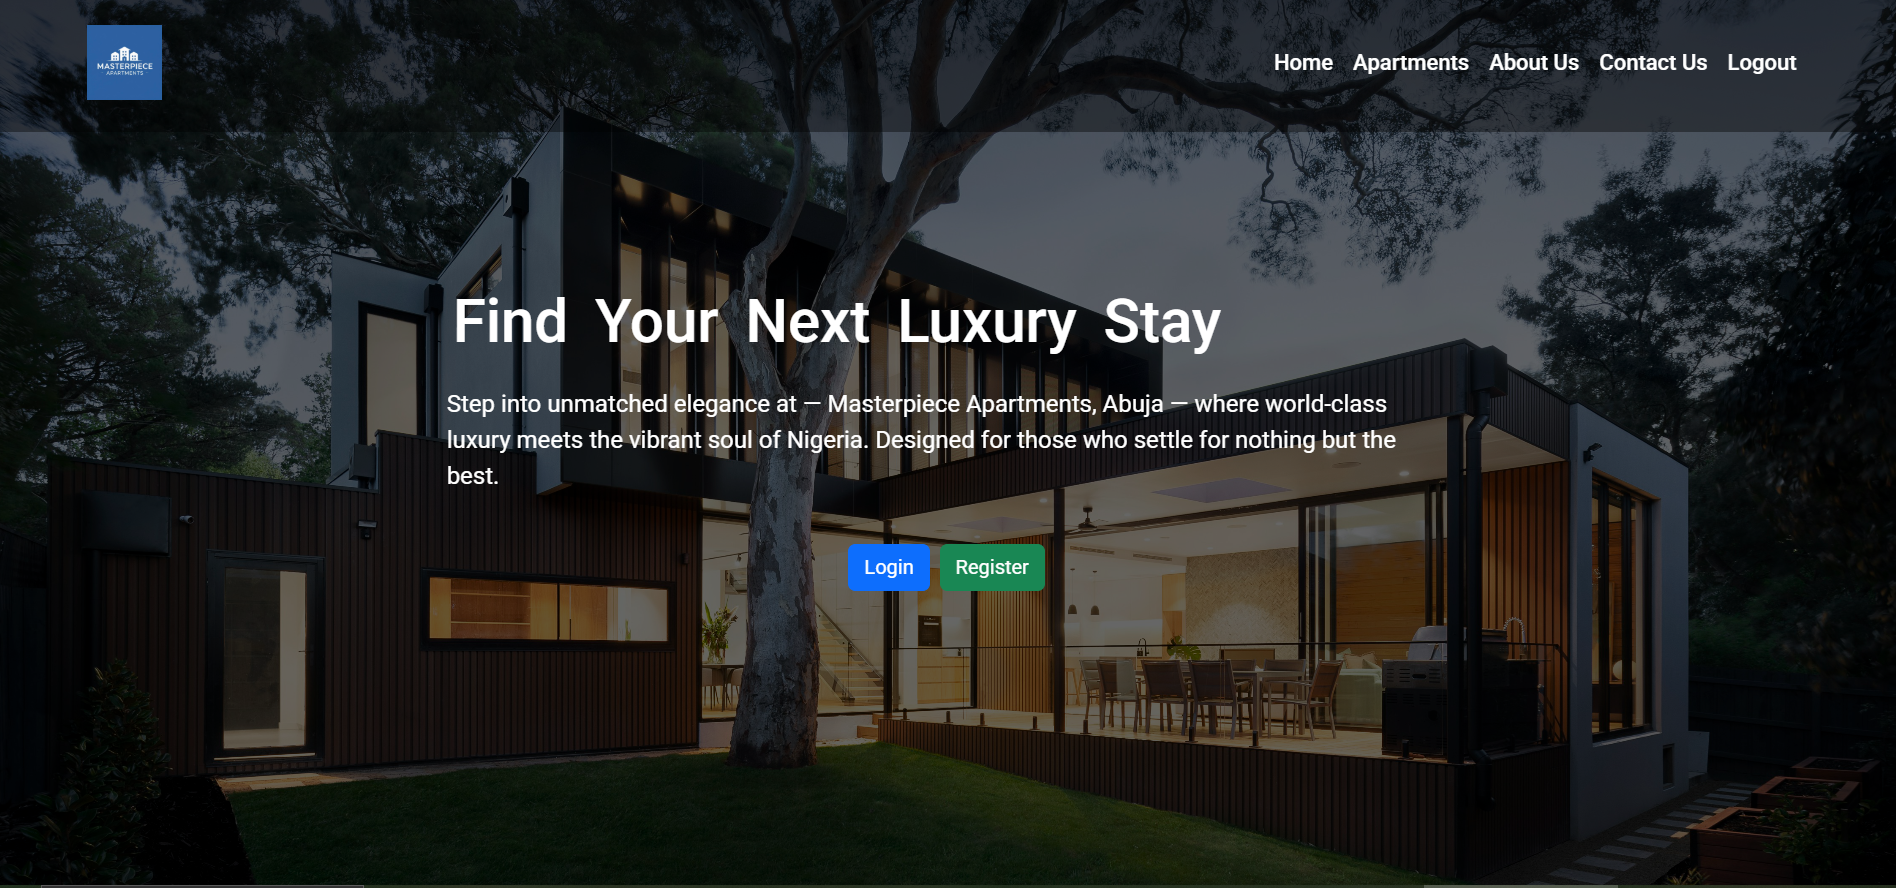 MASTERPIECE
APARTMENTS
Home Apartments About Us Contact Us Logout
Find Your Next Luxury Stay
Step into unmatched elegance at — Masterpiece Apartments, Abuja — where world-class
luxury meets the vibrant soul of Nigeria. Designed for those who settle for nothing but the
best.
Login Register